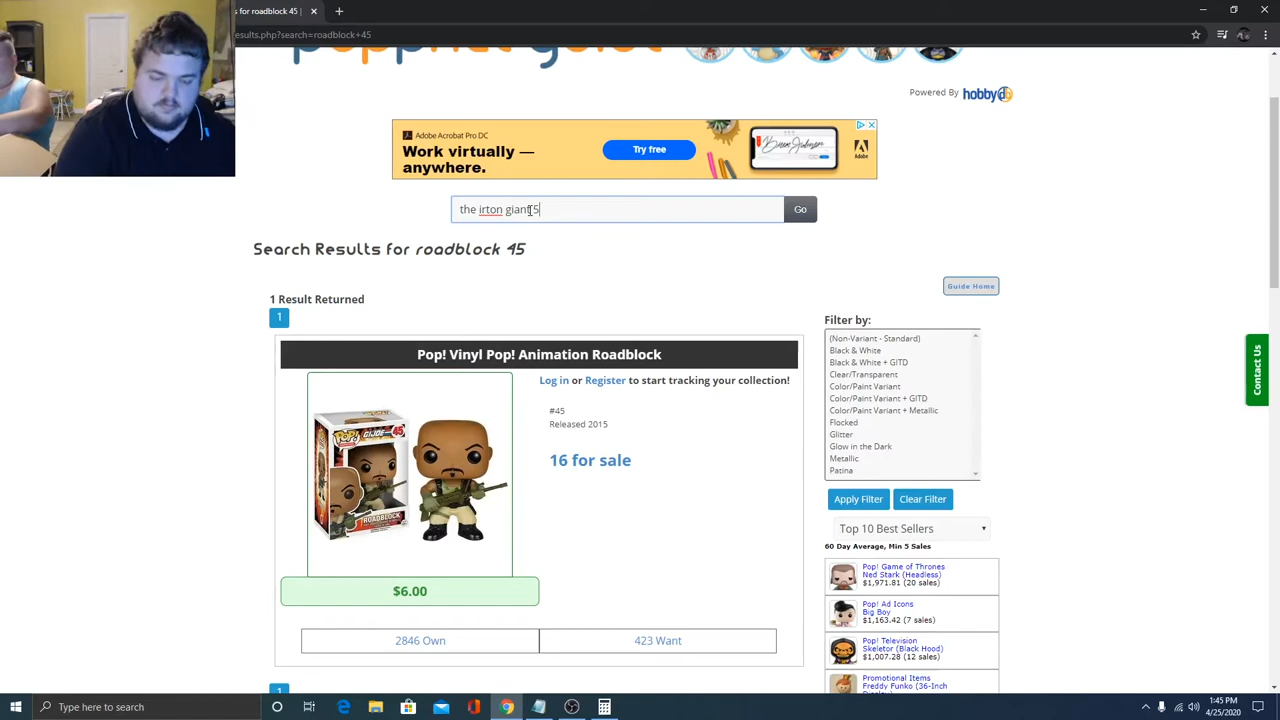 s for roadblock 45
esults.php?search=roadblock+45
Powered By hobbydb
Adobe Acrobat Pro DC
Work virtually —
anywhere.
Try free
the irton giant 5
Go
Search Results for roadblock 45
Guide Home
1 Result Returned
1
Filter by:
(Non-Variant - Standard)
Black & White
Black & White + GITD
Clear/Transparent
Color/Paint Variant
Color/Paint Variant + GITD
Color/Paint Variant + Metallic
Flocked
Glitter
Glow in the Dark
Metallic
Patina
Pop! Vinyl Pop! Animation Roadblock
Log in or Register to start tracking your collection!
#45
Released 2015
16 for sale
POP!
G.I. JOE
45
ROADBLOCK
$6.00
2846 Own
423 Want
1
Apply Filter
Clear Filter
Top 10 Best Sellers
60 Day Average, Min 5 Sales
Pop! Game of Thrones
Ned Stark (Headless)
$1,971.81 (20 sales)
Pop! Ad Icons
Big Boy
$1,163.42 (7 sales)
Pop! Television
Skeletor (Black Hood)
$1,007.28 (12 sales)
Promotional Items
Freddy Funko (36-Inch
Contact Us
Type here to search
1:45 PM
4/25/2020